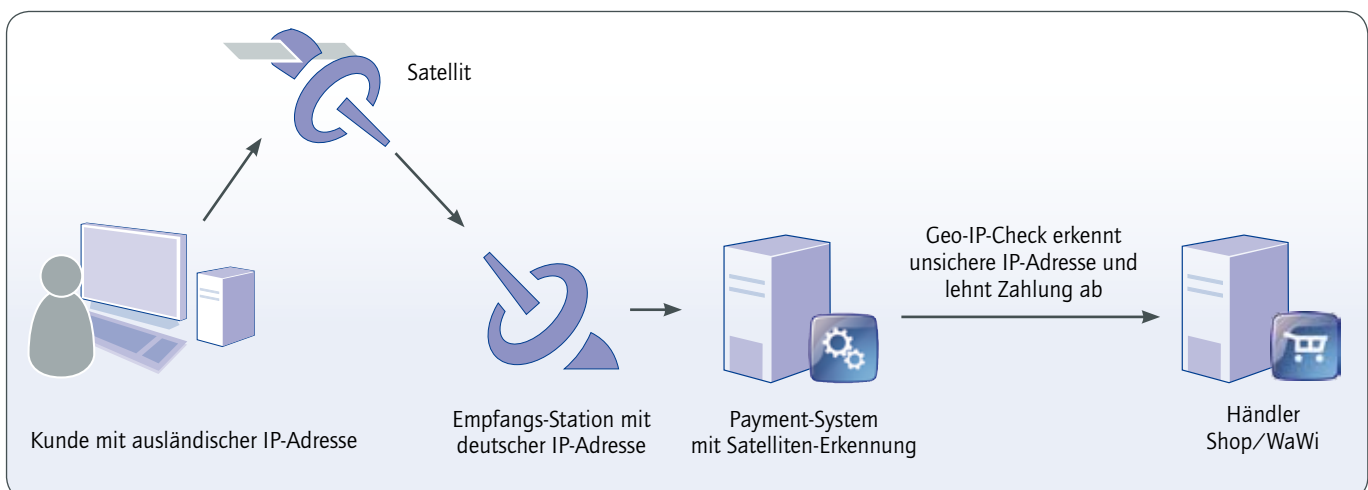 Satellit
Geo-IP-Check erkennt
unsichere IP-Adresse und
lehnt Zahlung ab
Kunde mit ausländischer IP-Adresse
Empfangs-Station mit
deutscher IP-Adresse
Payment-System
mit Satelliten-Erkennung
Händler
Shop/WaWi